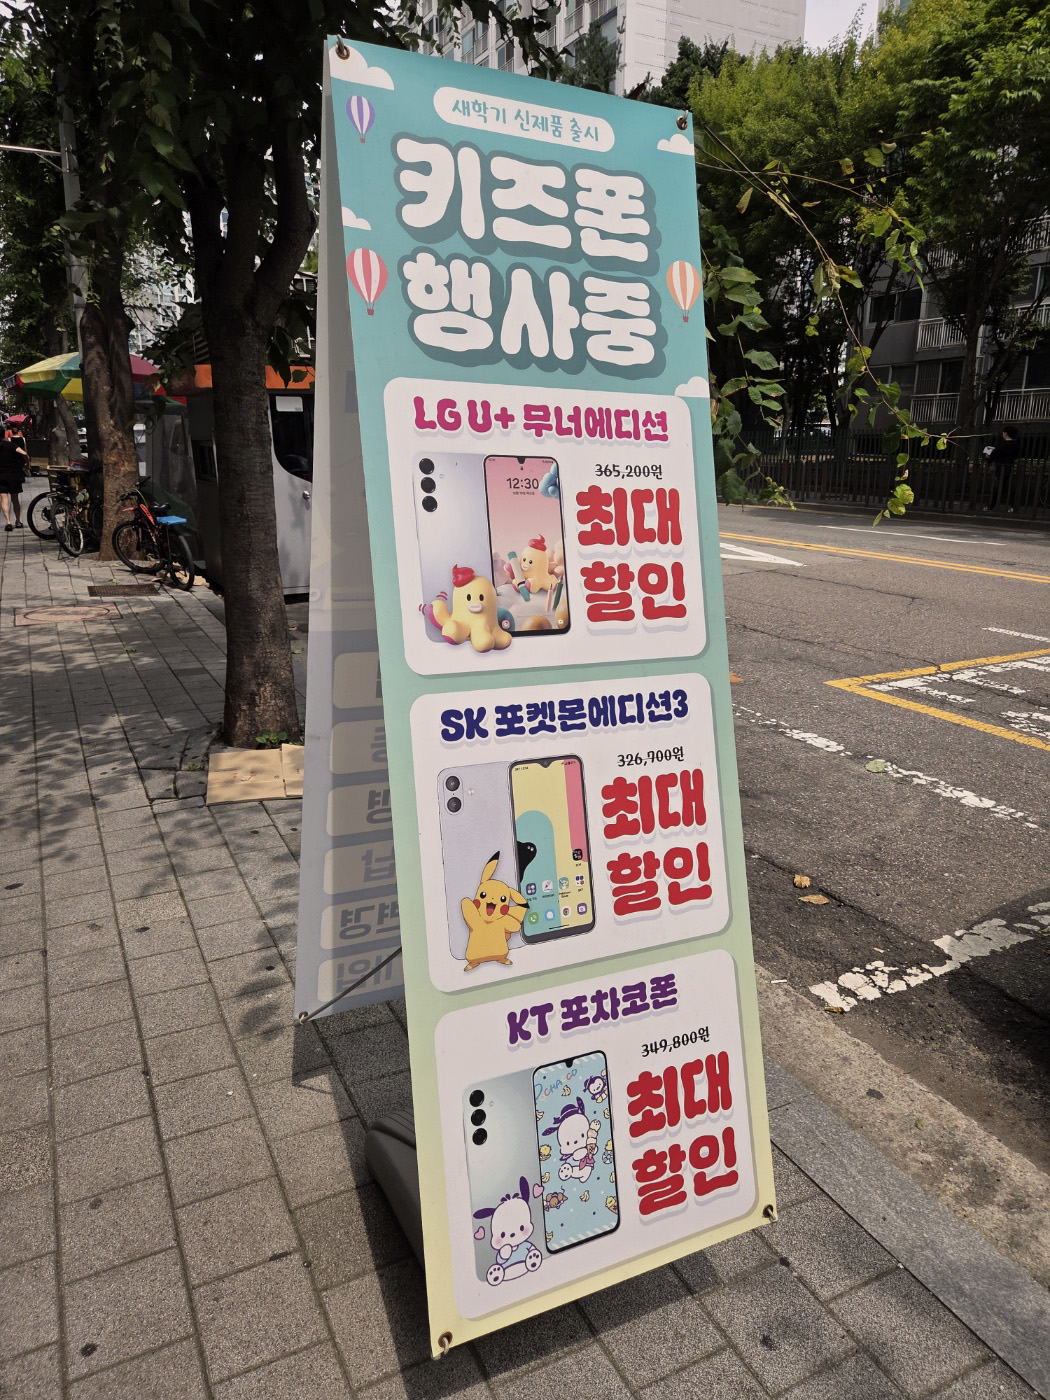 새학기 신제품 출시
키즈폰
행사중
LG U+ 무너에디션
12:30
365,200원
최대
할인
SK 포켓몬에디션3
326,700원
최대
할인
KT 포차코폰
POCHACCO
349,800원
최대
할인